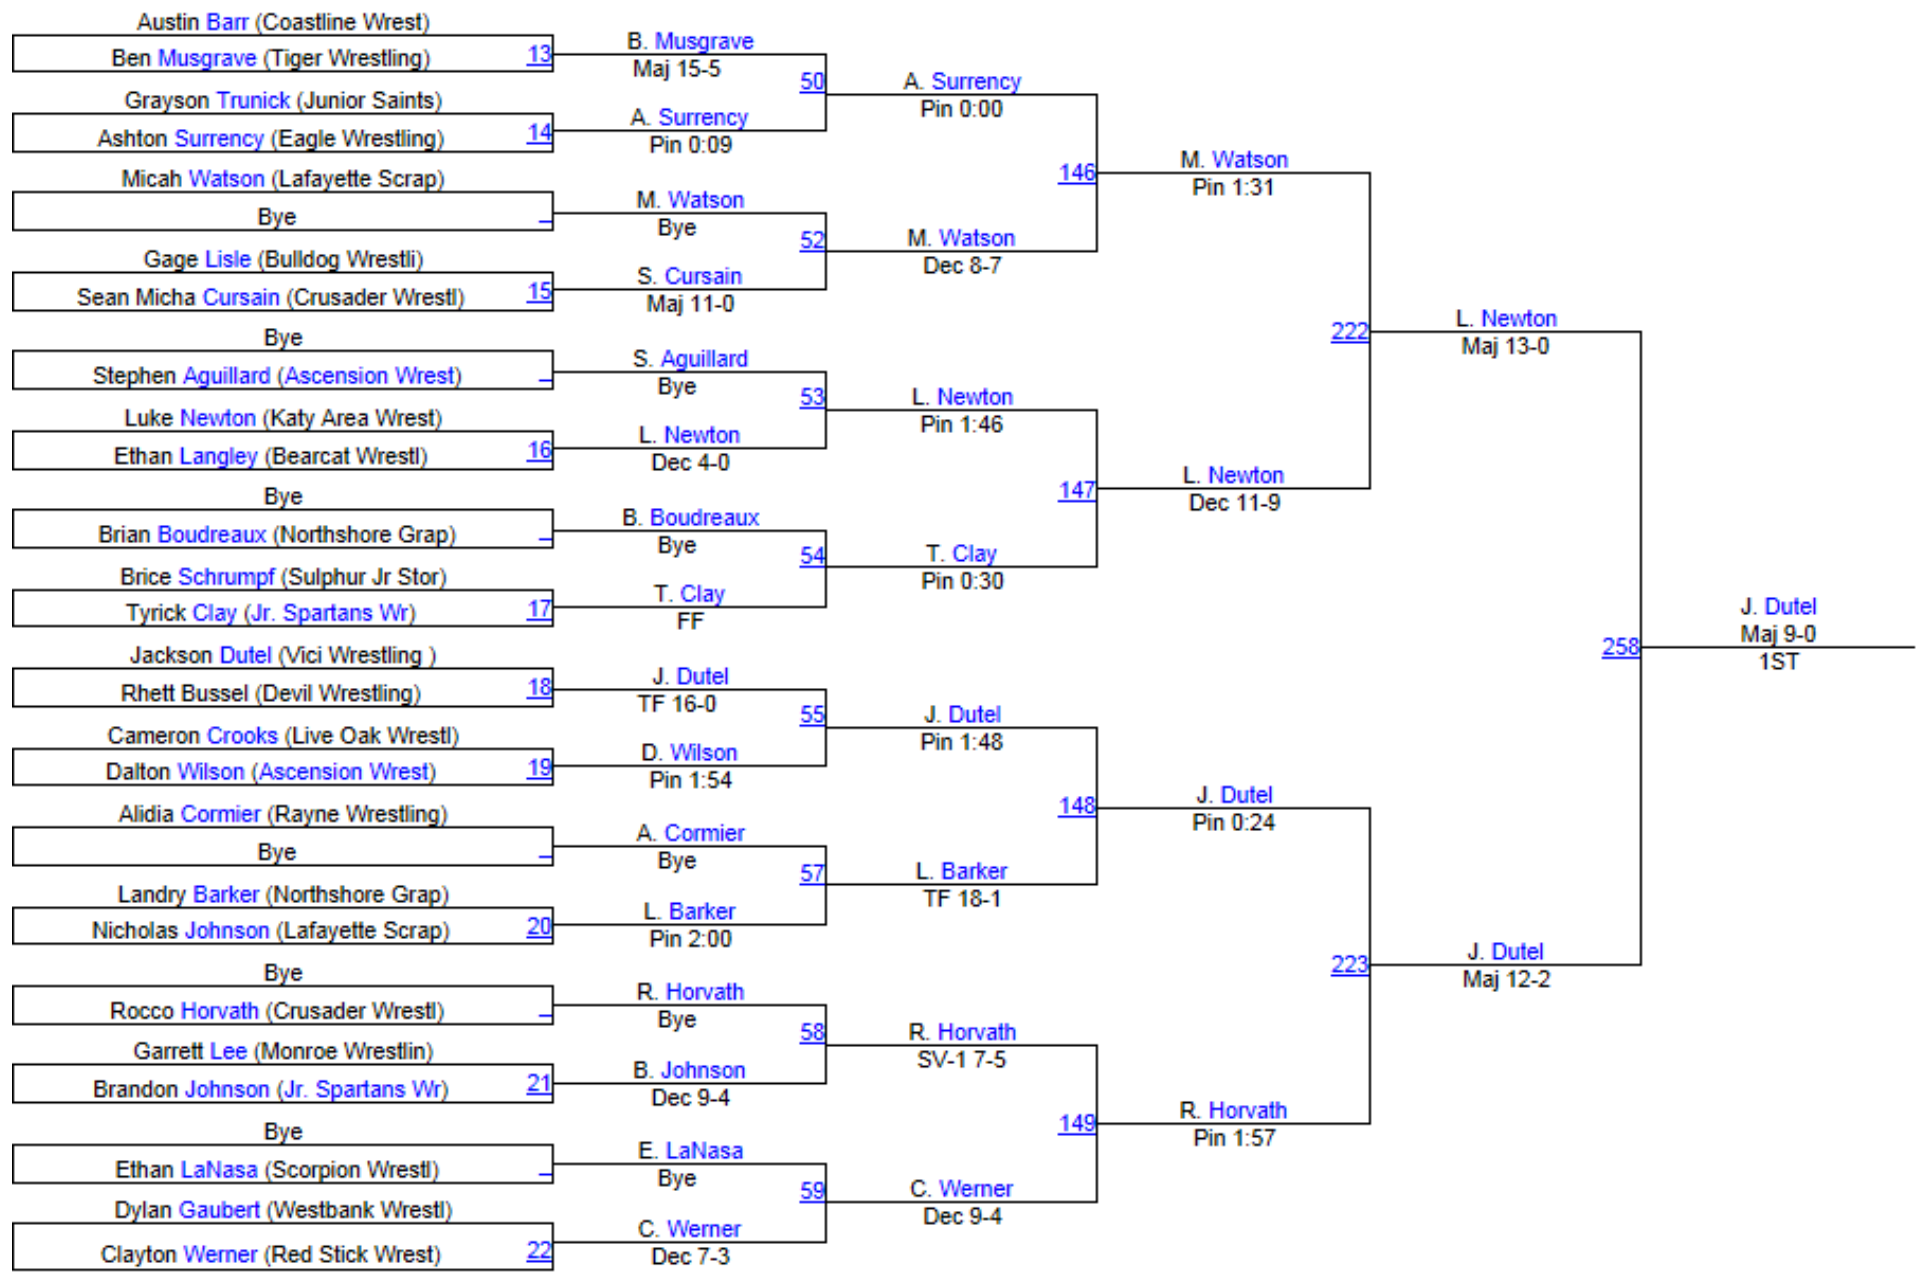 Austin Barr (Coastline Wrest)
Ben Musgrave (Tiger Wrestling) 13
Grayson Trunick (Junior Saints)
Ashton Surrency (Eagle Wrestling) 14
Micah Watson (Lafayette Scrap)
Bye
Gage Lisle (Bulldog Wrestli)
Sean Micha Cursain (Crusader Wrestl) 15
Bye
Stephen Aguillard (Ascension Wrest)
Luke Newton (Katy Area Wrest)
Ethan Langley (Bearcat Wrestl) 16
Bye
Brian Boudreaux (Northshore Grap)
Brice Schrumpf (Sulphur Jr Stor)
Tyrick Clay (Jr. Spartans Wr) 17
Jackson Dutel (Vici Wrestling )
Rhett Bussel (Devil Wrestling) 18
Cameron Crooks (Live Oak Wrestl)
Dalton Wilson (Ascension Wrest) 19
Alidia Cormier (Rayne Wrestling)
Bye
Landry Barker (Northshore Grap)
Nicholas Johnson (Lafayette Scrap) 20
Bye
Rocco Horvath (Crusader Wrestl)
Garrett Lee (Monroe Wrestlin)
Brandon Johnson (Jr. Spartans Wr) 21
Bye
Ethan LaNasa (Scorpion Wrestl)
Dylan Gaubert (Westbank Wrestl)
Clayton Werner (Red Stick Wrest) 22
B. Musgrave
Maj 15-5
50
A. Surrency
Pin 0:09
M. Watson
Bye
52
S. Cursain
Maj 11-0
S. Aguillard
Bye
53
L. Newton
Dec 4-0
B. Boudreaux
Bye
54
T. Clay
FF
J. Dutel
TF 16-0
55
D. Wilson
Pin 1:54
A. Cormier
Bye
57
L. Barker
Pin 2:00
R. Horvath
Bye
58
B. Johnson
Dec 9-4
E. LaNasa
Bye
59
C. Werner
Dec 7-3
A. Surrency
Pin 0:00
146
M. Watson
Dec 8-7
L. Newton
Pin 1:46
147
T. Clay
Pin 0:30
J. Dutel
Pin 1:48
148
L. Barker
TF 18-1
R. Horvath
SV-1 7-5
149
C. Werner
Dec 9-4
M. Watson
Pin 1:31
222
L. Newton
Dec 11-9
J. Dutel
Pin 0:24
223
R. Horvath
Pin 1:57
L. Newton
Maj 13-0
258
J. Dutel
Maj 12-2
J. Dutel
Maj 9-0
1ST